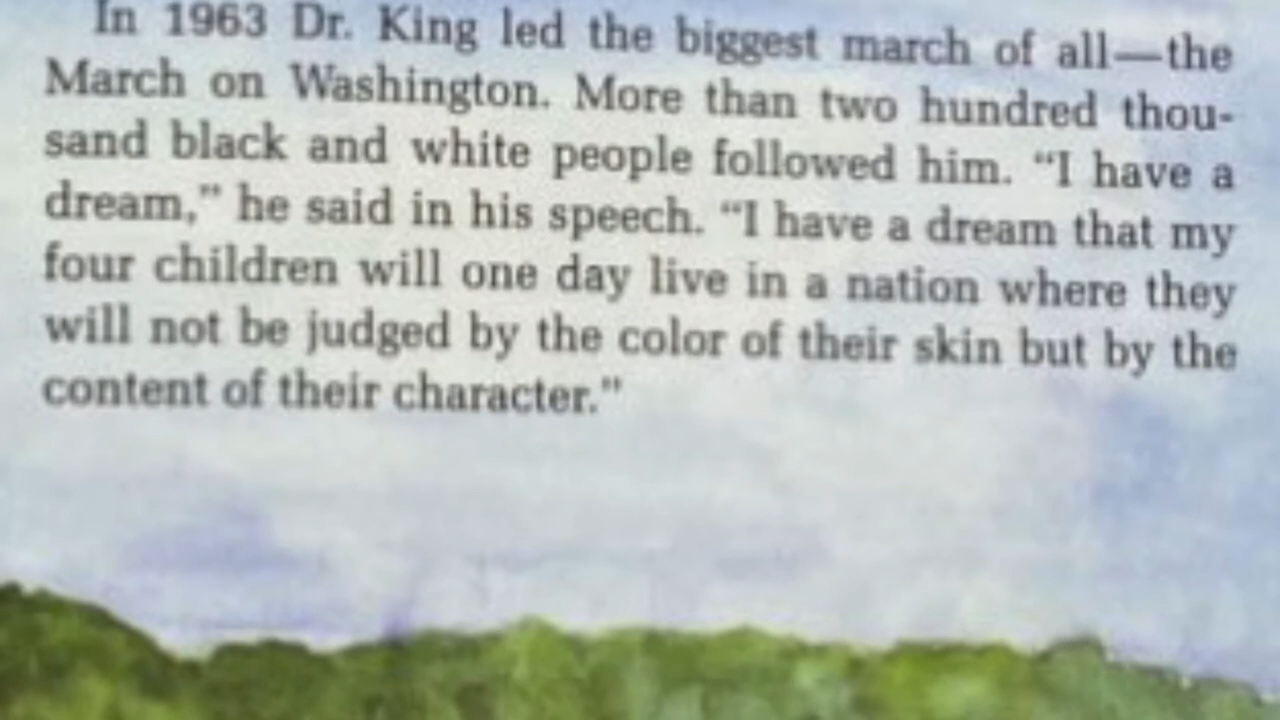 In 1963 Dr. King led the biggest march of all—the
March on Washington. More than two hundred thou-
sand black and white people followed him. “I have a
dream,” he said in his speech. “I have a dream that my
four children will one day live in a nation where they
will not be judged by the color of their skin but by the
content of their character.”